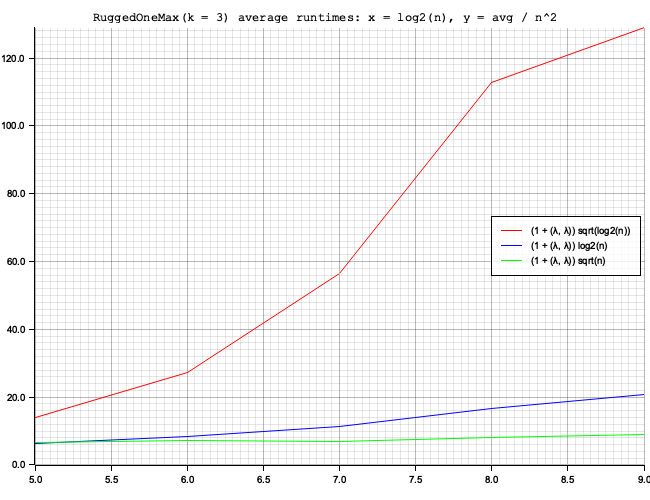 RuggedOneMax(k = 3) average runtimes: x = log2(n), y = avg / n^2
120.0
100.0
80.0
60.0
40.0
20.0
0.0
(1 + (λ, λ)) sqrt(log2(n))
(1 + (λ, λ)) log2(n)
(1 + (λ, λ)) sqrt(n)
5.0 5.5 6.0 6.5 7.0 7.5 8.0 8.5 9.0